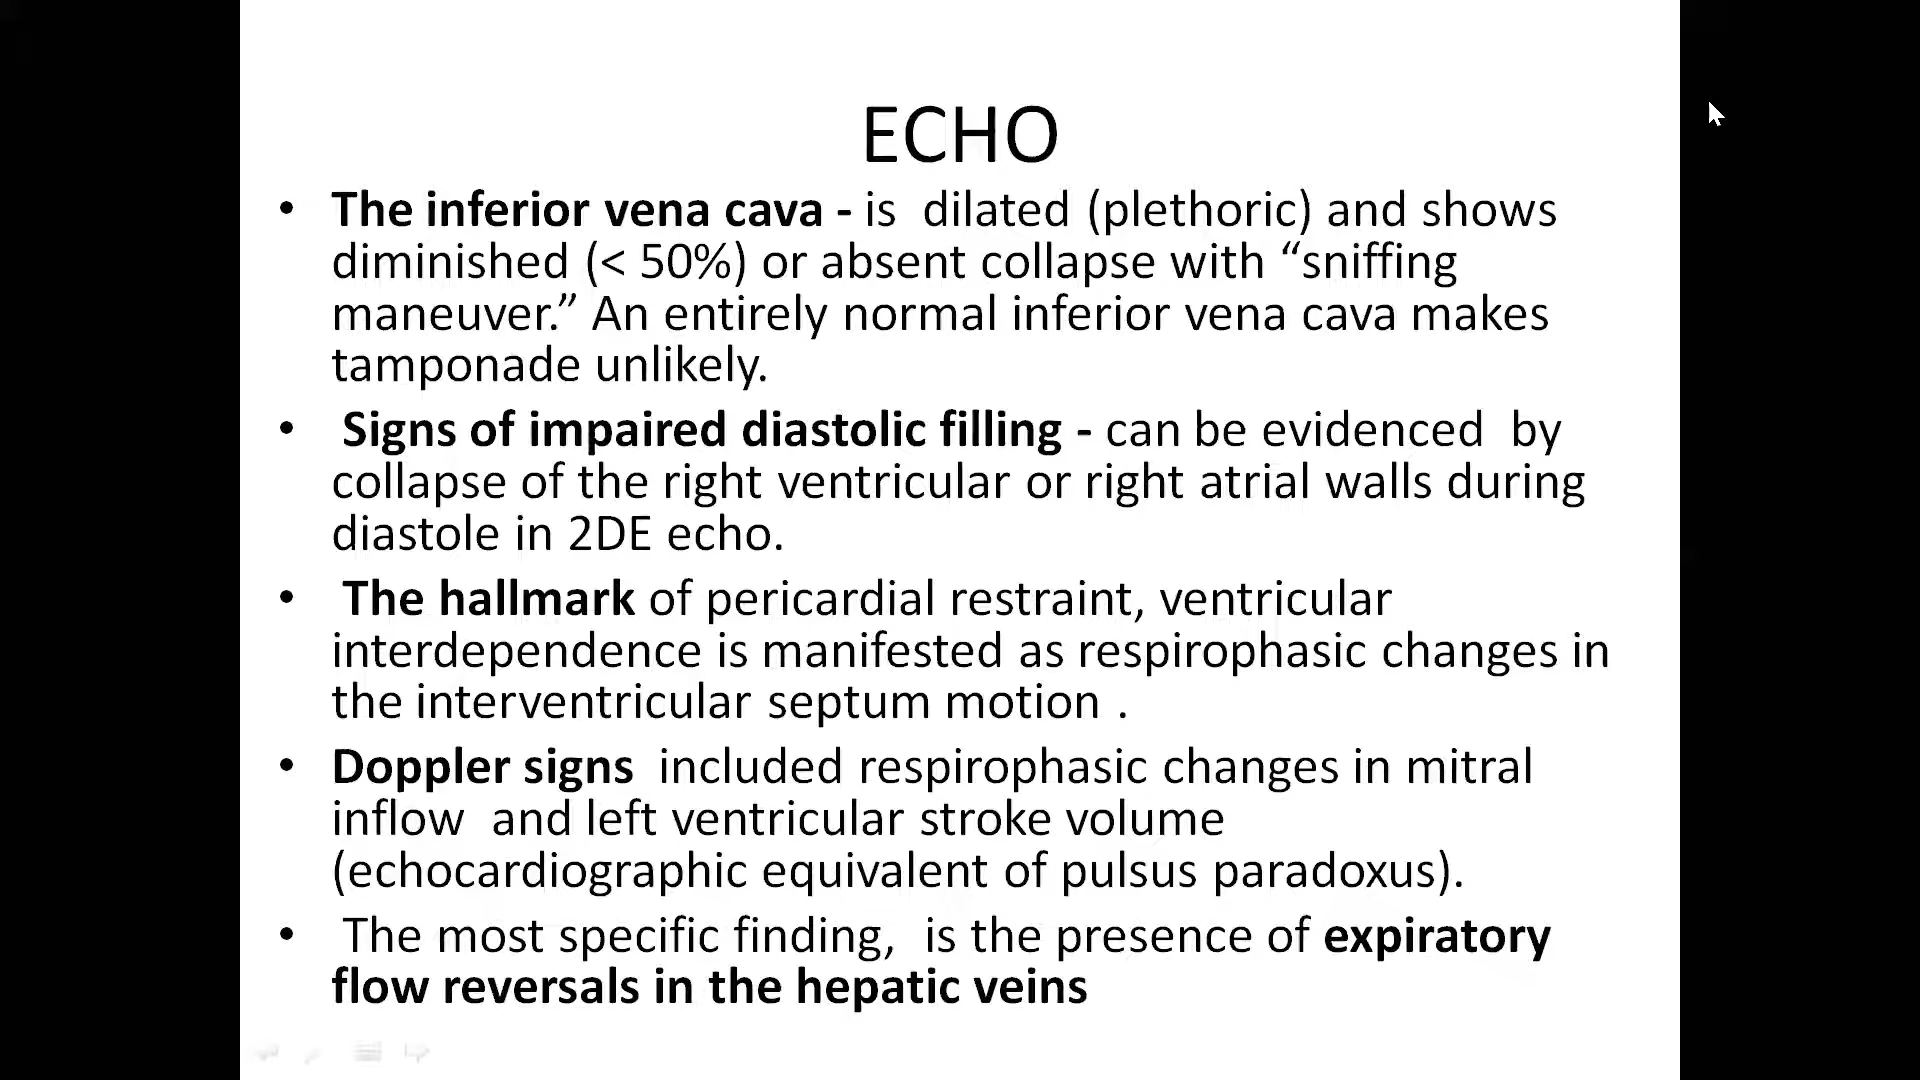 ECHO
• The inferior vena cava - is  dilated (plethoric) and shows
diminished (< 50%) or absent collapse with “sniffing
maneuver.” An entirely normal inferior vena cava makes
tamponade unlikely.
•  Signs of impaired diastolic filling - can be evidenced  by
collapse of the right ventricular or right atrial walls during
diastole in 2DE echo.
•  The hallmark of pericardial restraint, ventricular
interdependence is manifested as respirophasic changes in
the interventricular septum motion .
• Doppler signs  included respirophasic changes in mitral
inflow  and left ventricular stroke volume
(echocardiographic equivalent of pulsus paradoxus).
•  The most specific finding,  is the presence of expiratory
flow reversals in the hepatic veins